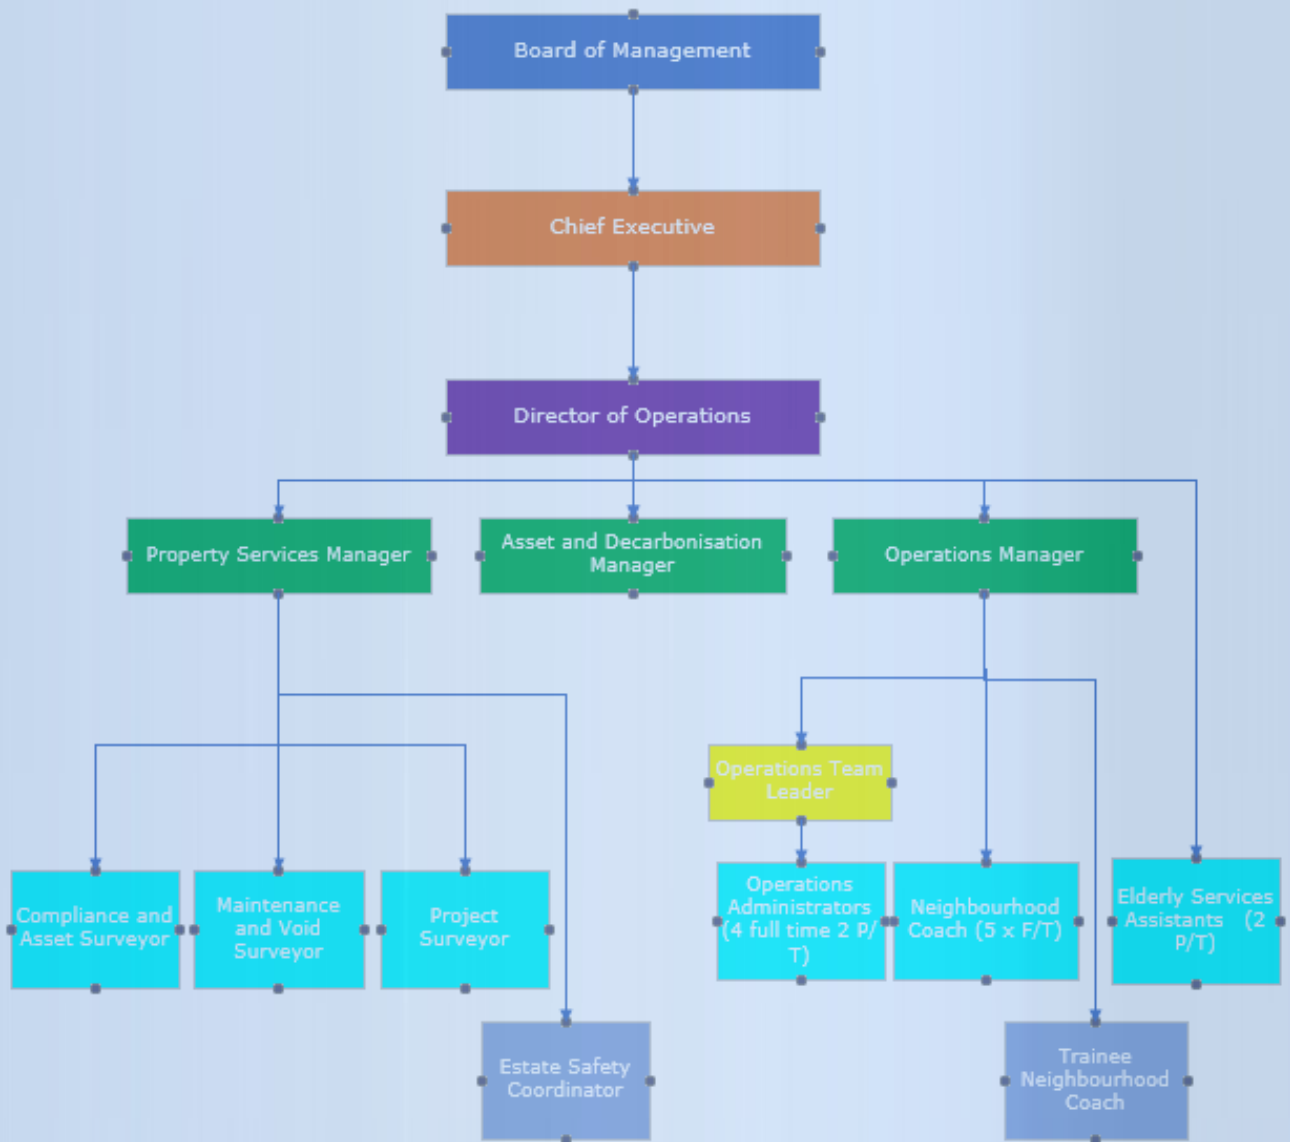 Board of Management
Chief Executive
Director of Operations
Property Services Manager
Asset and Decarbonisation
Manager
Operations Manager
Operations Team
Leader
Compliance and
Asset Surveyor
Maintenance
and Void
Surveyor
Project
Surveyor
Operations
Administrators
(4 full time 2 P/
T)
Neighbourhood
Coach (5 x F/T)
Elderly Services
Assistants (2
P/T)
Estate Safety
Coordinator
Trainee
Neighbourhood
Coach